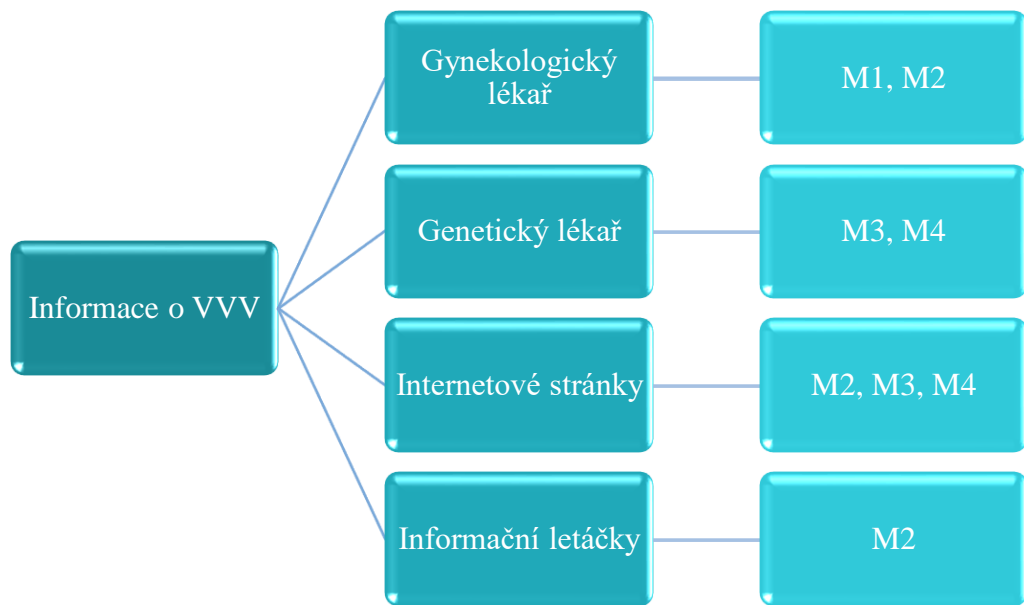 Gynekologický
lékař
M1, M2
Genetický lékař
M3, M4
Informace o VVV
Internetové stránky
M2, M3, M4
Informační letáčky
M2